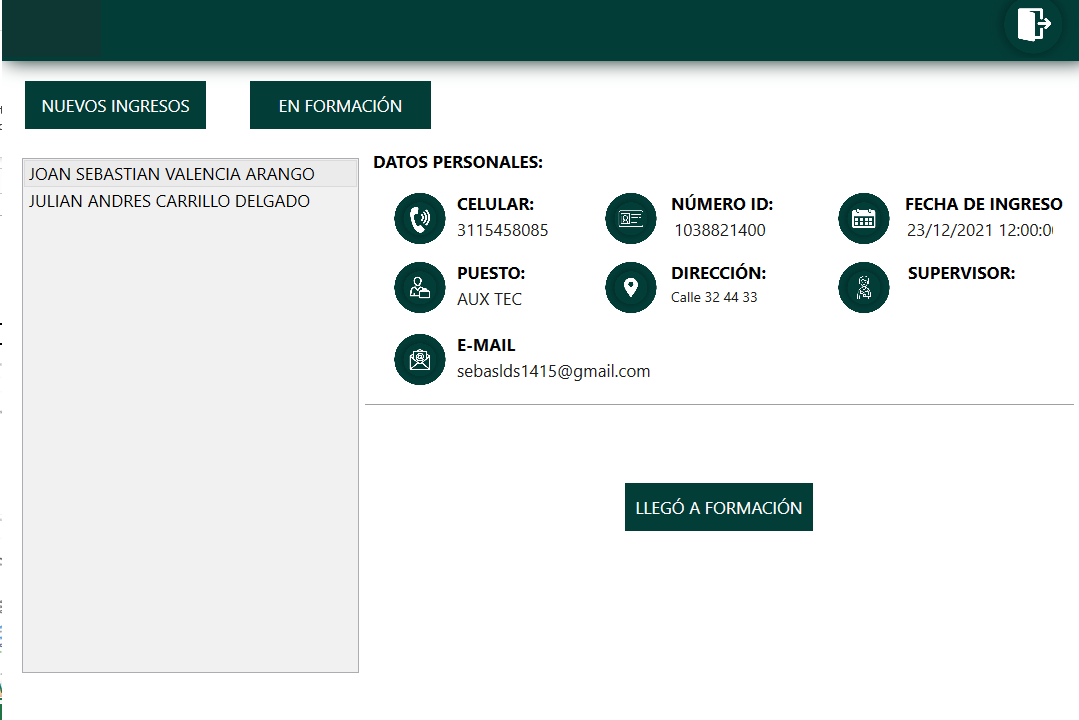 NUEVOS INGRESOS
EN FORMACIÓN
JOAN SEBASTIAN VALENCIA ARANGO
JULIAN ANDRES CARRILLO DELGADO
DATOS PERSONALES:
CELULAR:
3115458085
NÚMERO ID:
1038821400
FECHA DE INGRESO
23/12/2021 12:00:0
PUESTO:
AUX TEC
DIRECCIÓN:
Calle 32 44 33
SUPERVISOR:
E-MAIL
sebaslds1415@gmail.com
LLEGÓ A FORMACIÓN